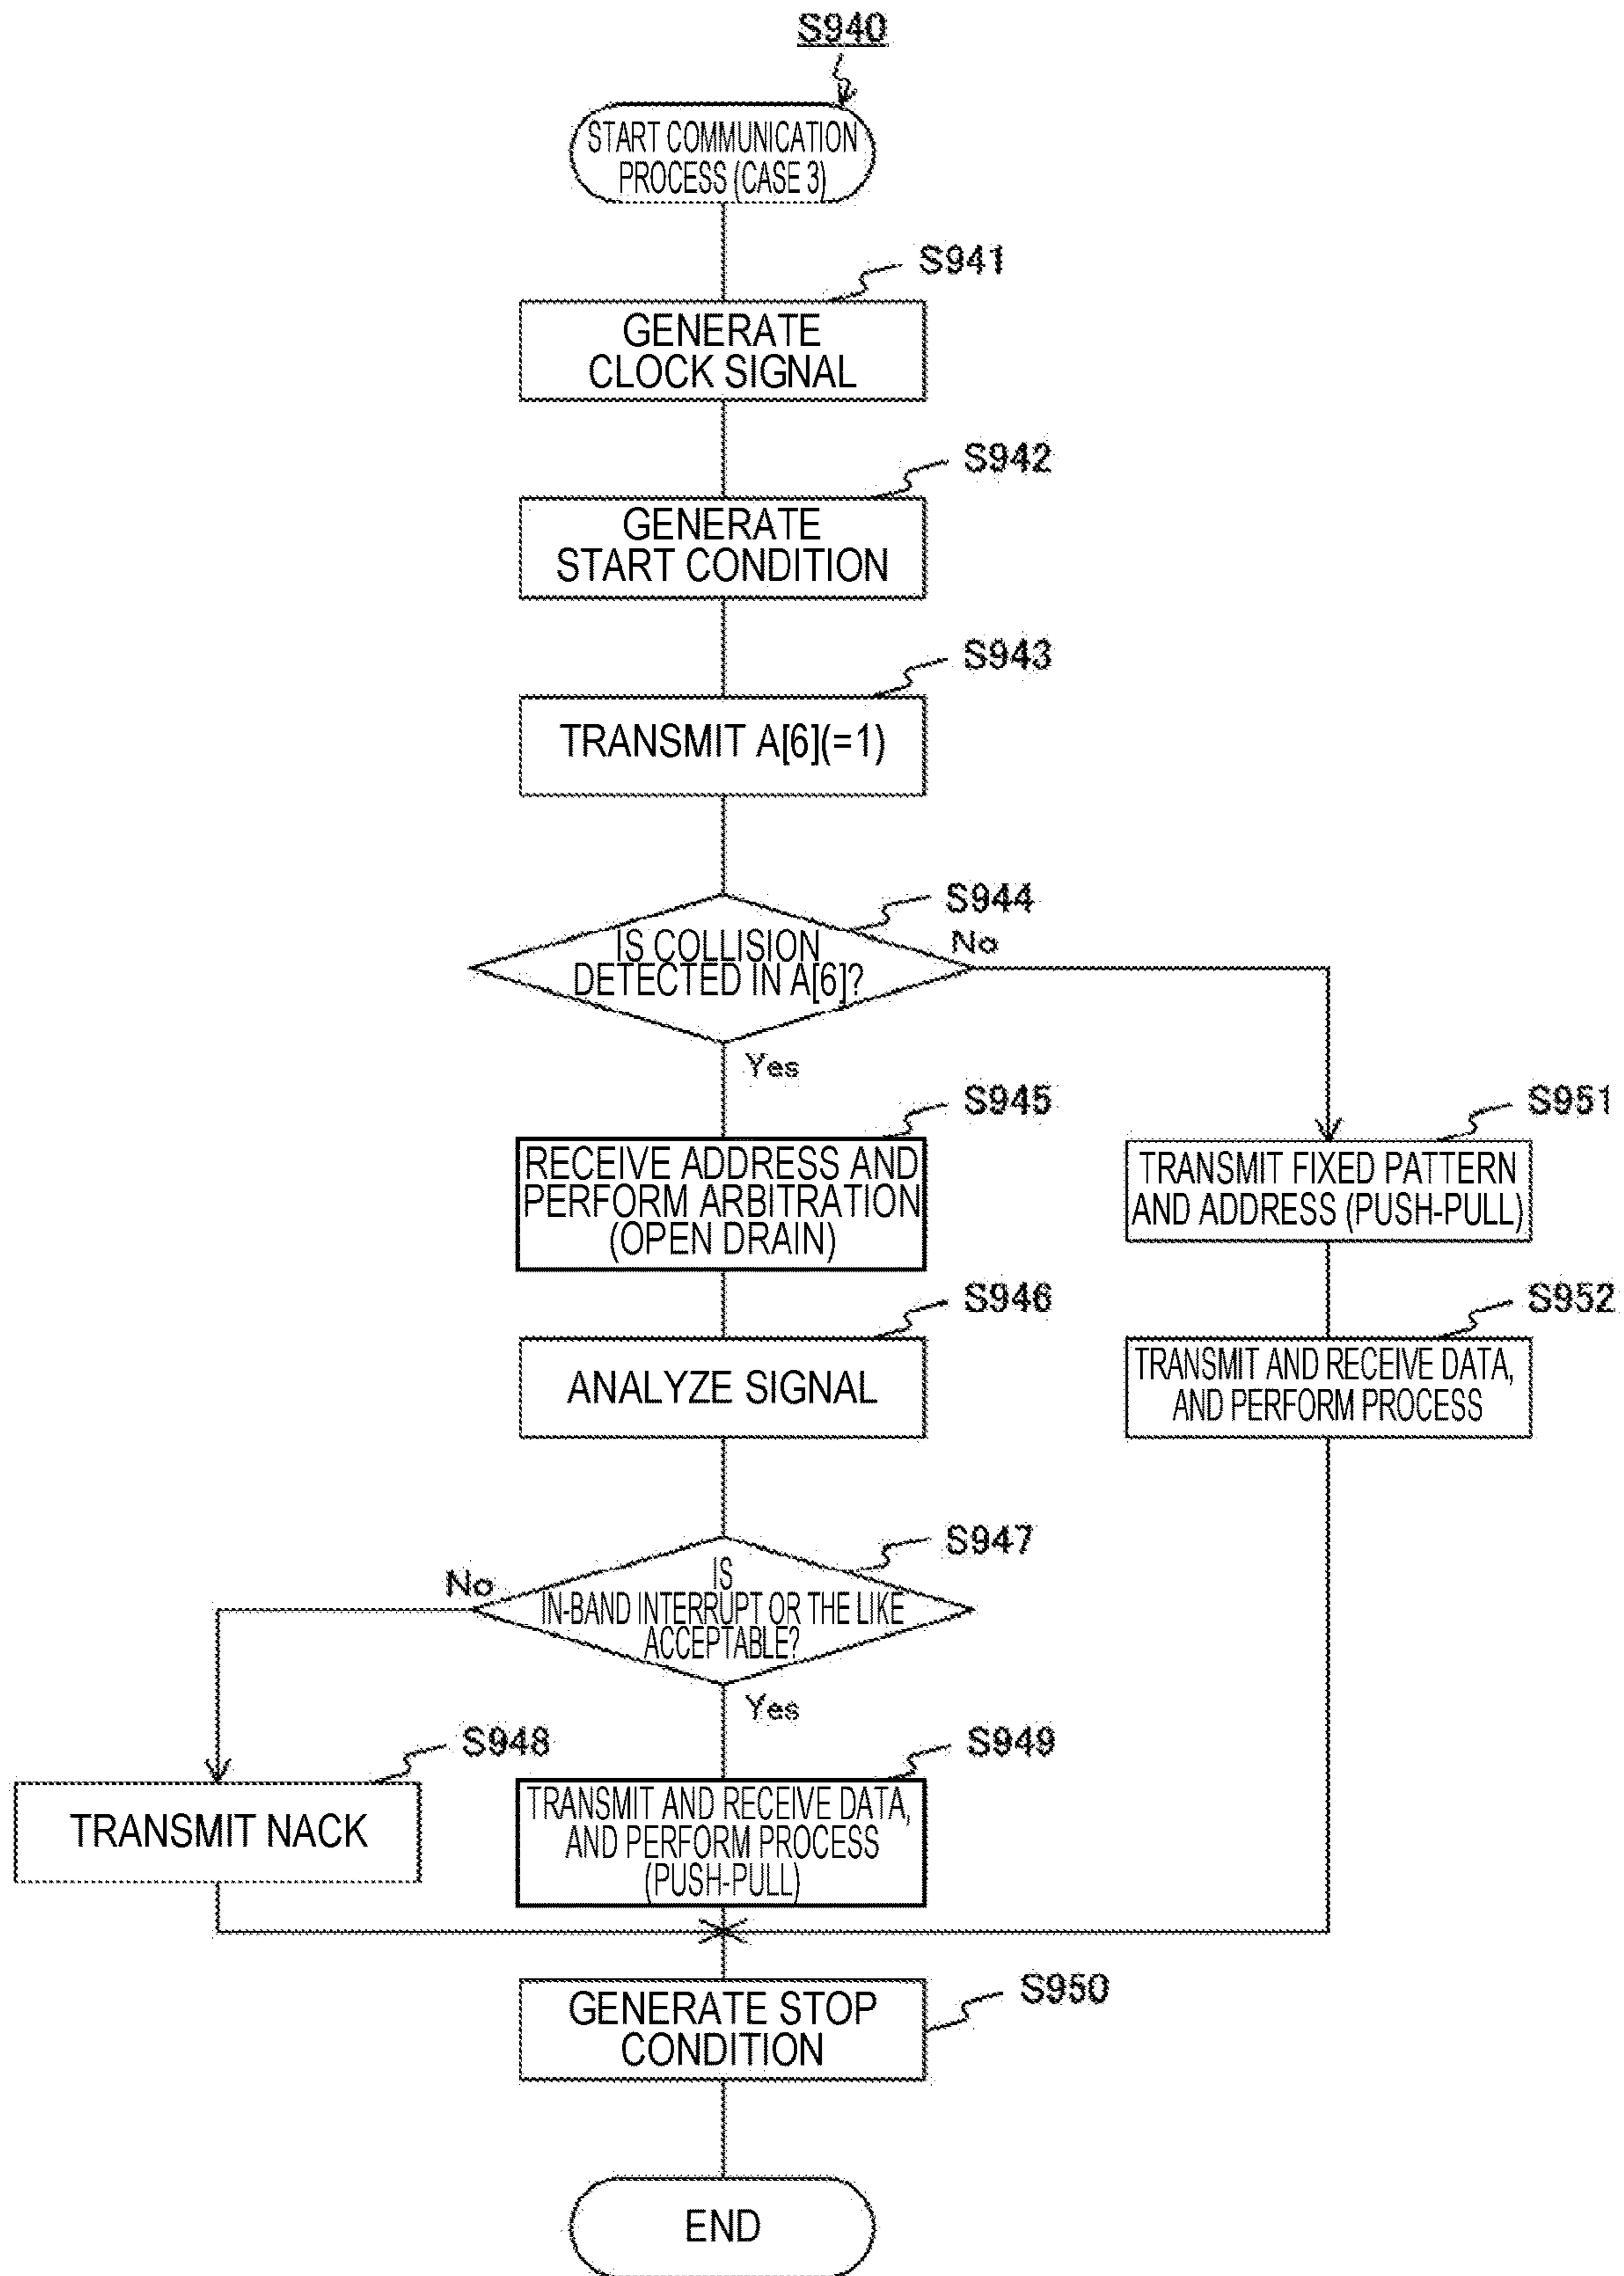 S940
START COMMUNICATION
PROCESS (CASE 3)
S941
GENERATE
CLOCK SIGNAL
S942
GENERATE
START CONDITION
S943
TRANSMIT A[6](=1)
S944
IS COLLISION
DETECTED IN A[6]?
No
Yes
S945
RECEIVE ADDRESS AND
PERFORM ARBITRATION
(OPEN DRAIN)
S951
TRANSMIT FIXED PATTERN
AND ADDRESS (PUSH-PULL)
S946
ANALYZE SIGNAL
S952
TRANSMIT AND RECEIVE DATA,
AND PERFORM PROCESS
S947
IS
IN-BAND INTERRUPT OR THE LIKE
ACCEPTABLE?
No
Yes
S948
TRANSMIT NACK
S949
TRANSMIT AND RECEIVE DATA,
AND PERFORM PROCESS
(PUSH-PULL)
S950
GENERATE STOP
CONDITION
END